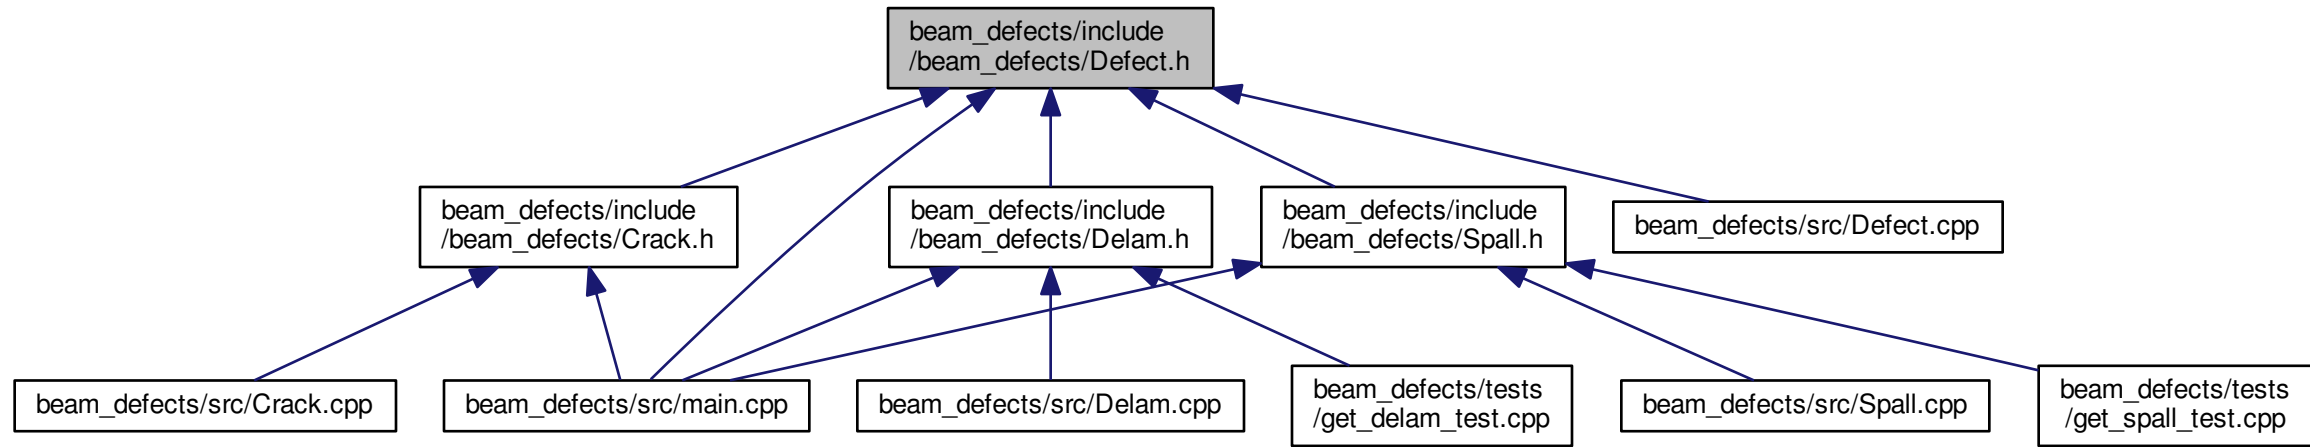 beam_defects/include
/beam_defects/Defect.h
beam_defects/include
/beam_defects/Crack.h
beam_defects/include
/beam_defects/Delam.h
beam_defects/include
/beam_defects/Spall.h
beam_defects/src/Defect.cpp
beam_defects/src/Crack.cpp
beam_defects/src/main.cpp
beam_defects/src/Delam.cpp
beam_defects/tests
/get_delam_test.cpp
beam_defects/src/Spall.cpp
beam_defects/tests
/get_spall_test.cpp